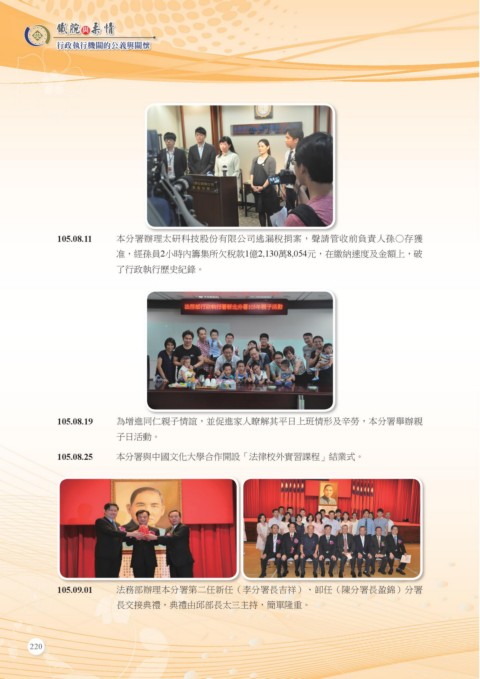 鐵腕與柔情
行政執行機關的公義與關懷
105.08.11 本分署辦理太研科技股份有限公司逃漏稅捐案，聲請管收前負責人孫○存獲
准，經孫員2小時內籌集所欠稅款1億2,130萬8,054元，在繳納速度及金額上，破
了行政執行歷史紀錄。
105.08.19 為增進同仁親子情誼，並促進家人瞭解其平日上班情形及辛勞，本分署舉辦親
子日活動。
105.08.25 本分署與中國文化大學合作開設「法律校外實習課程」結業式。
105.09.01 法務部辦理本分署第二任新任（李分署長吉祥）、卸任（陳分署長盈錦）分署
長交接典禮，典禮由邱部長太三主持，簡單隆重。
220